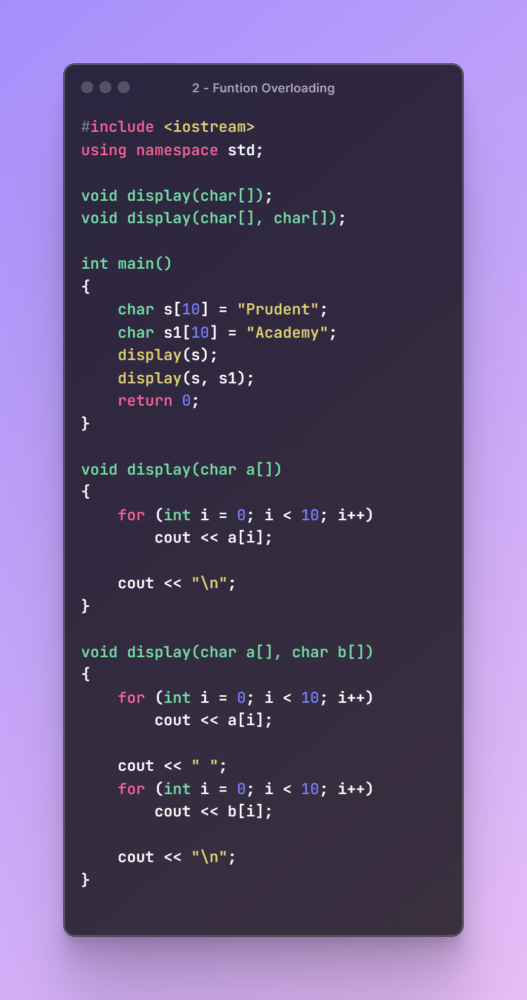 2 - Funtion Overloading
#include <iostream>
using namespace std;

void display(char[]);
void display(char[], char[]);

int main()
{
    char s[10] = "Prudent";
    char s1[10] = "Academy";
    display(s);
    display(s, s1);
    return 0;
}

void display(char a[])
{
    for (int i = 0; i < 10; i++)
        cout << a[i];

    cout << "\n";
}

void display(char a[], char b[])
{
    for (int i = 0; i < 10; i++)
        cout << a[i];

    cout << " ";
    for (int i = 0; i < 10; i++)
        cout << b[i];

    cout << "\n";
}